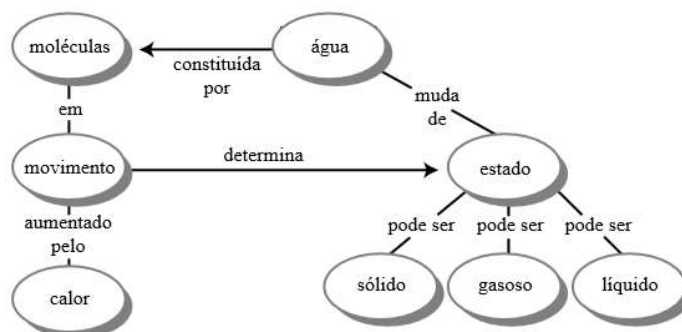 moléculas
água
constituída
por
muda
de
em
movimento
determina
estado
aumentado
pelo
pode ser
pode ser
pode ser
calor
sólido
gasoso
líquido